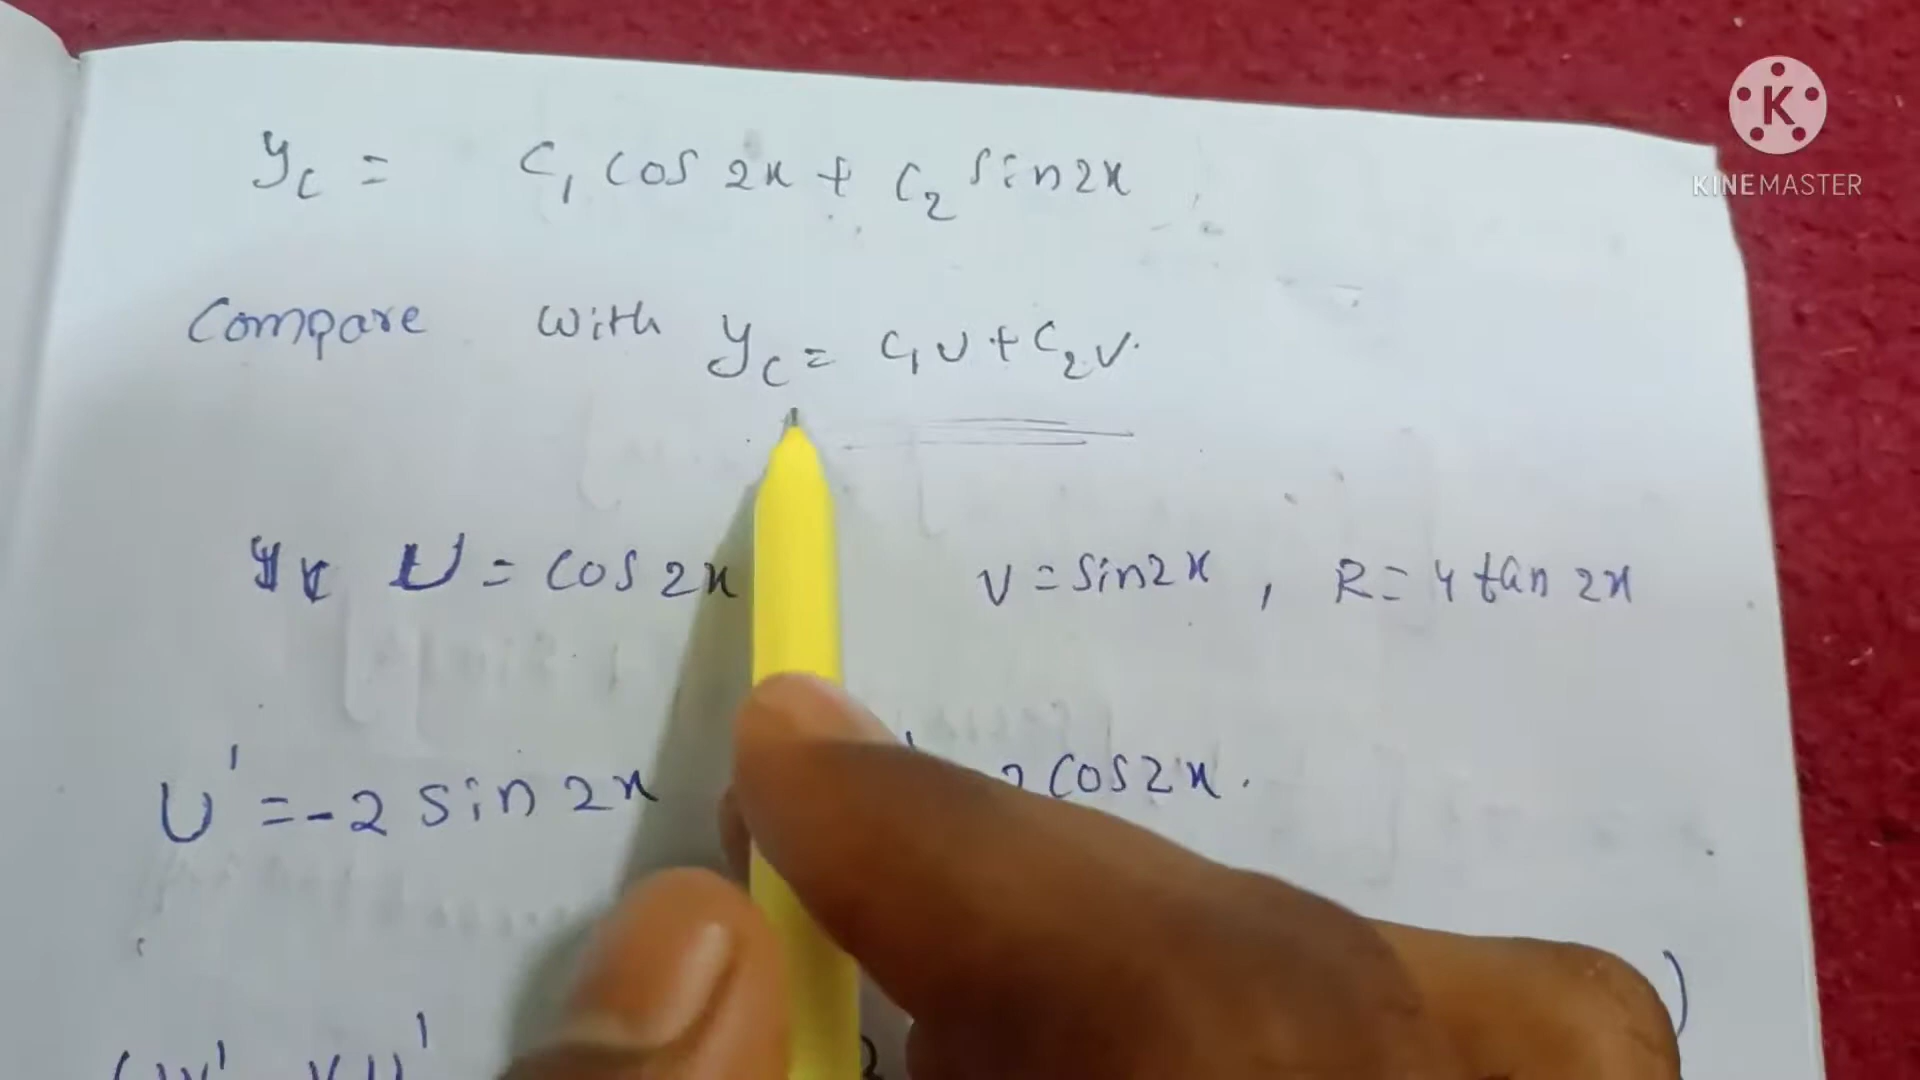 K
KINEMASTER
y_c = c_1 cos 2x + c_2 sin 2x
Compare with y_c = c_1 u + c_2 v.
U = cos 2x v = sin 2x , R = 4 tan 2x
U' = -2 sin 2x 2 cos 2x.